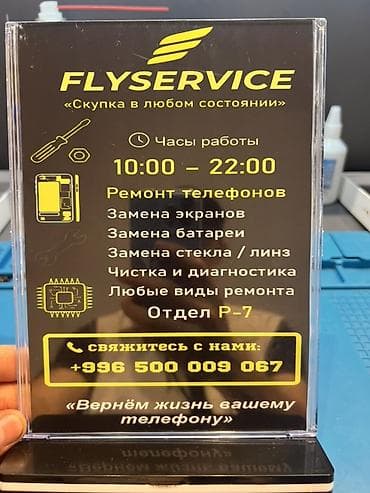 FLYSERVICE
«Скупка в любом состоянии»
Часы работы
10:00 – 22:00
Ремонт телефонов
Замена экранов
Замена батареи
Замена стекла / линз
Чистка и диагностика
Любые виды ремонта
Отдел Р-7
свяжитесь с нами:
+996 500 009 067
«Вернём жизнь вашему
телефону»